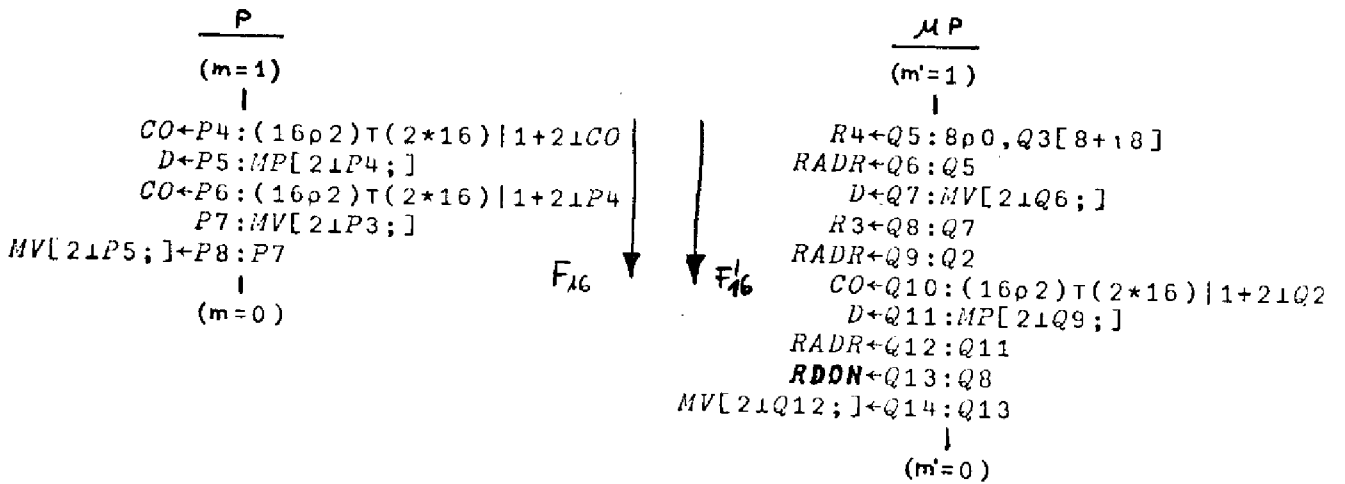 P
(m=1)
CO←P4:(16ρ2)⊤(2*16)|1+2⊥CO
D←P5:MP[2⊥P4;]
CO←P6:(16ρ2)⊤(2*16)|1+2⊥P4
P7:MV[2⊥P3;]
MV[2⊥P5;]←P8:P7
(m=0)
F16
μP
(m'=1)
R4←Q5:8ρ0,Q3[8+⍳8]
RADR←Q6:Q5
D←Q7:MV[2⊥Q6;]
R3←Q8:Q7
RADR←Q9:Q2
CO←Q10:(16ρ2)⊤(2*16)|1+2⊥Q2
D←Q11:MP[2⊥Q9;]
RADR←Q12:Q11
RDON←Q13:Q8
MV[2⊥Q12;]←Q14:Q13
(m'=0)
F'16